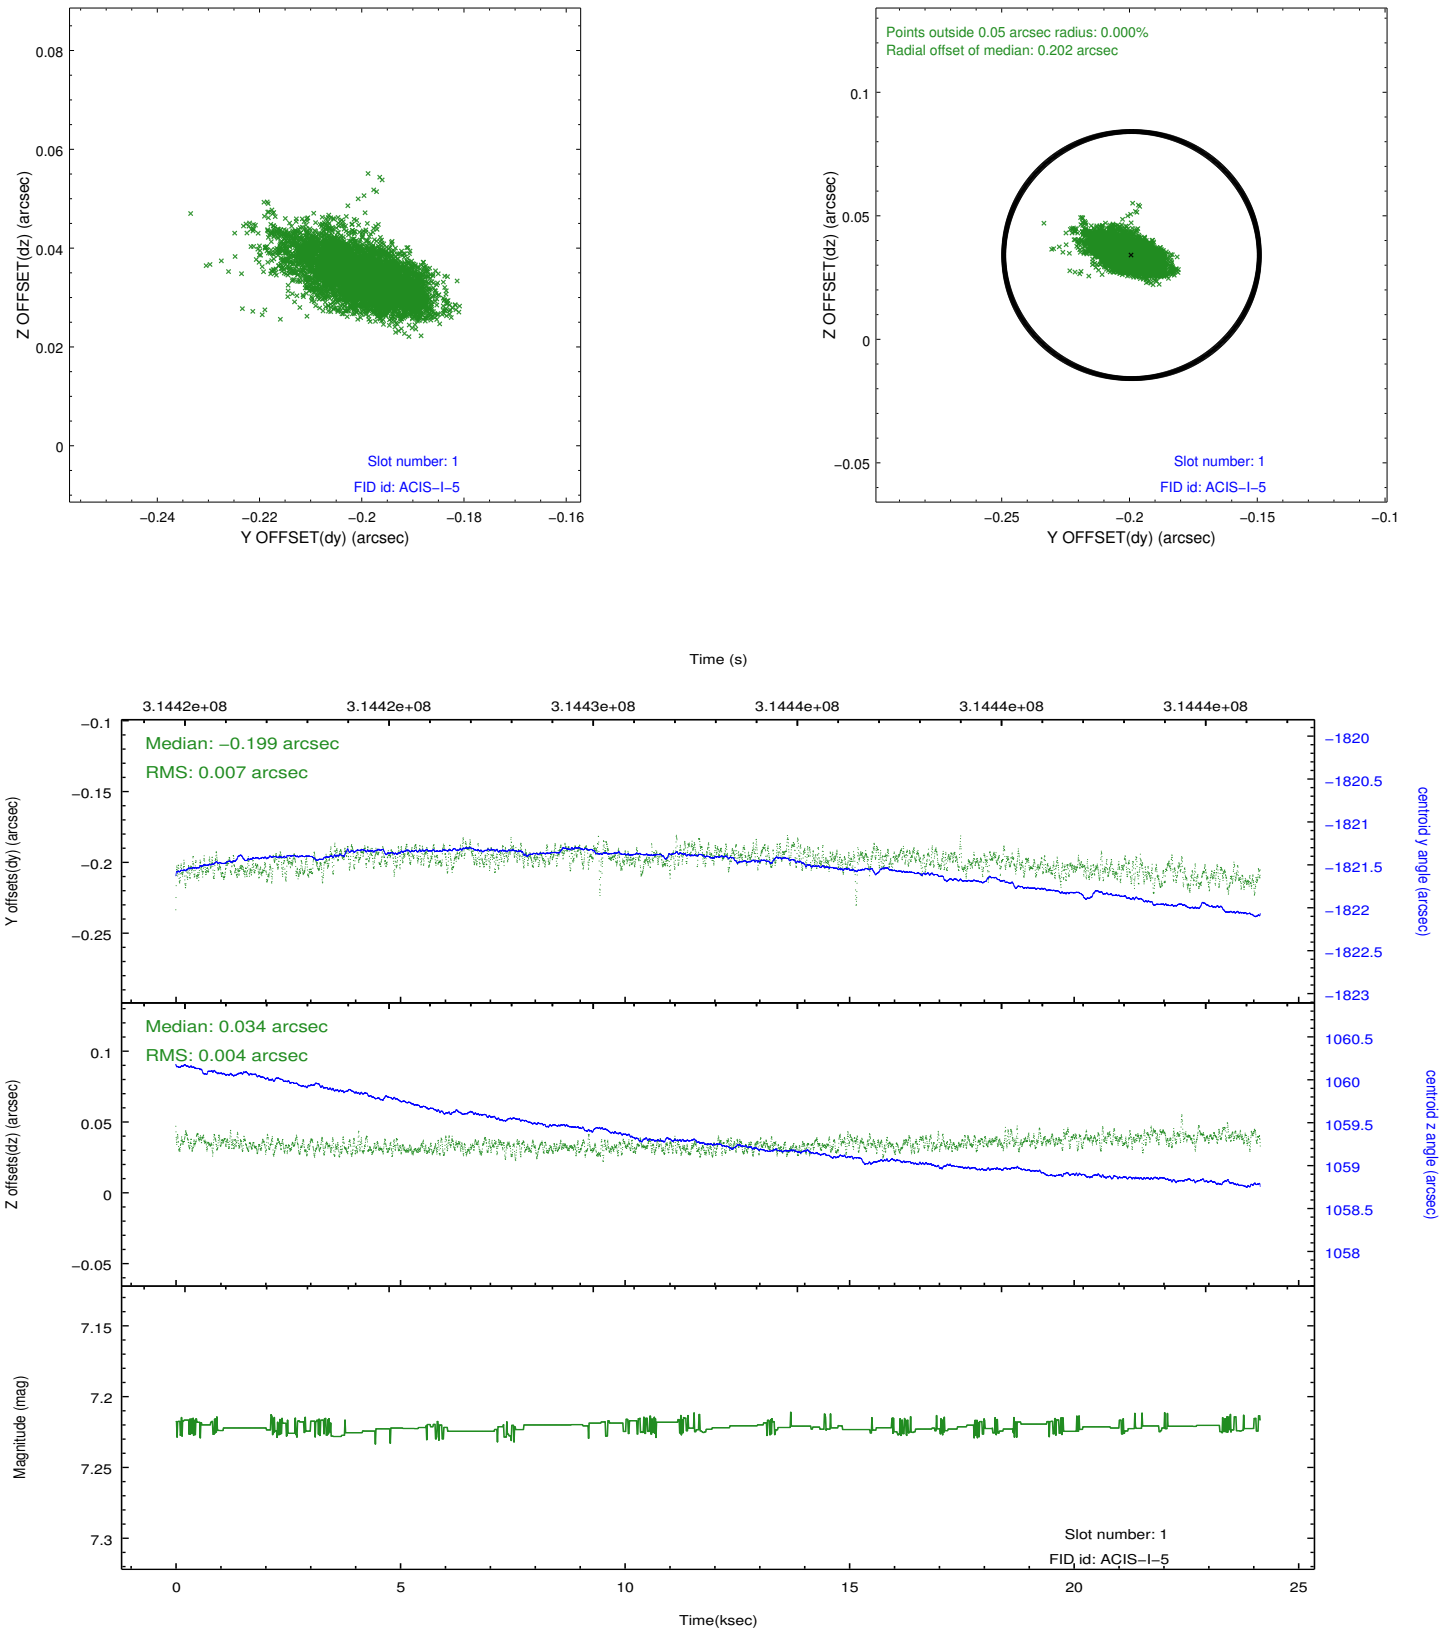 0.08
0.06
0.04
0.02
0
Z OFFSET(dz) (arcsec)
Slot number: 1
FID id: ACIS−I−5
−0.24 −0.22 −0.2 −0.18 −0.16
Y OFFSET(dy) (arcsec)
Points outside 0.05 arcsec radius: 0.000%
Radial offset of median: 0.202 arcsec
0.1
0.05
0
−0.05
Z OFFSET(dz) (arcsec)
Slot number: 1
FID id: ACIS−I−5
−0.25 −0.2 −0.15 −0.1
Y OFFSET(dy) (arcsec)
Time (s)
3.1442e+08 3.1442e+08 3.1443e+08 3.1444e+08 3.1444e+08 3.1444e+08
Median: −0.199 arcsec
RMS: 0.007 arcsec
−0.1
−0.15
−0.2
−0.25
Y offsets(dy) (arcsec)
−1820
−1820.5
−1821
−1821.5
−1822
−1822.5
−1823
centroid y angle (arcsec)
Median: 0.034 arcsec
RMS: 0.004 arcsec
0.1
0.05
0
−0.05
Z offsets(dz) (arcsec)
1060.5
1060
1059.5
1059
1058.5
1058
centroid z angle (arcsec)
7.15
7.2
7.25
7.3
Magnitude (mag)
Slot number: 1
FID id: ACIS−I−5
0 5 10 15 20 25
Time(ksec)